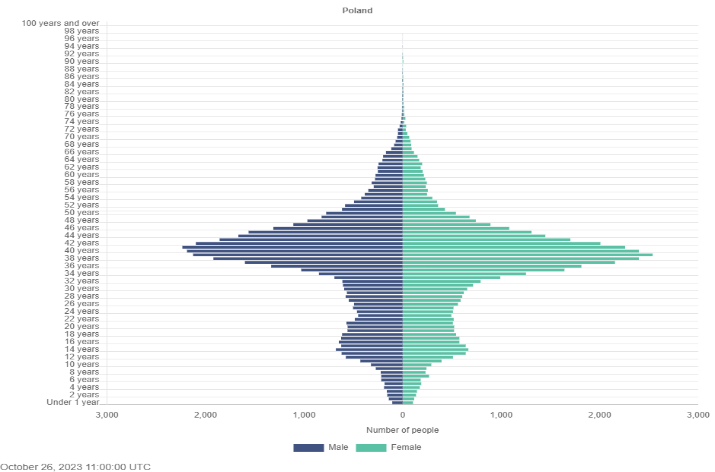 Poland
100 years and over
98 years
96 years
94 years
92 years
90 years
88 years
86 years
84 years
82 years
80 years
78 years
76 years
74 years
72 years
70 years
68 years
66 years
64 years
62 years
60 years
58 years
56 years
54 years
52 years
50 years
48 years
46 years
44 years
42 years
40 years
38 years
36 years
34 years
32 years
30 years
28 years
26 years
24 years
22 years
20 years
18 years
16 years
14 years
12 years
10 years
8 years
6 years
4 years
2 years
Under 1 year
3,000 2,000 1,000 0 1,000 2,000 3,000
Number of people
Male Female
October 26, 2023 11:00:00 UTC